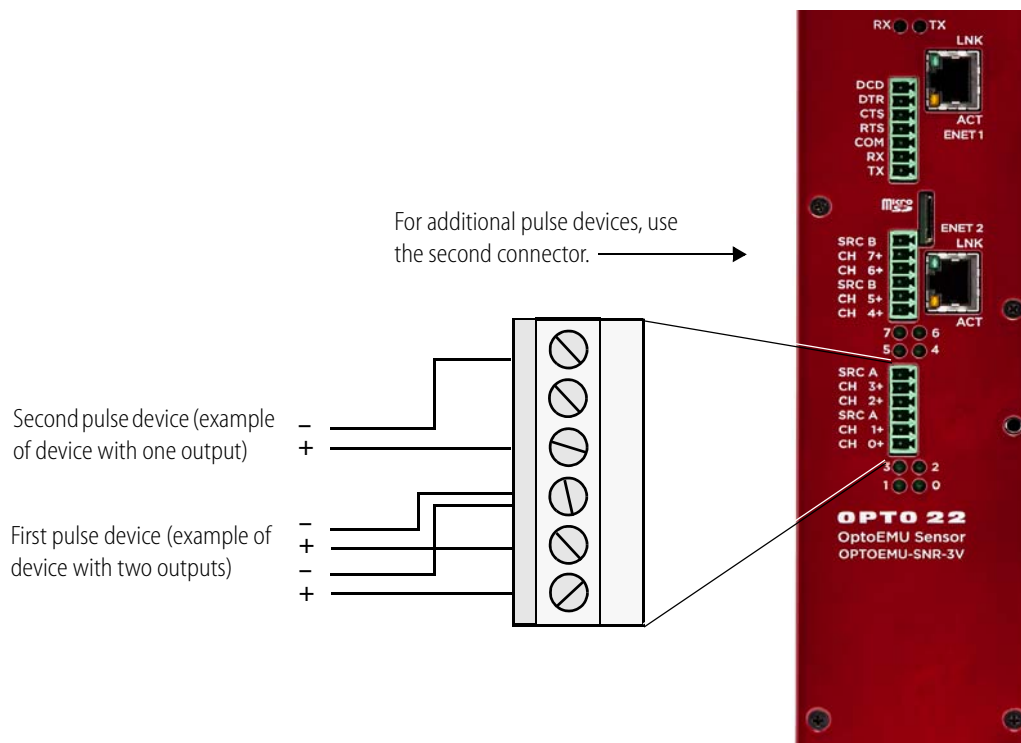 RX TX
LNK
DCD
DTR
CTS
RTS
COM
RX
TX
ACT
ENET 1
Micro
SD
ENET 2
LNK
For additional pulse devices, use
the second connector.
SRC B
CH 7+
CH 6+
SRC B
CH 5+
CH 4+
ACT
7 6
5 4
SRC A
CH 3+
CH 2+
SRC A
CH 1+
CH 0+
3 2
1 0
Second pulse device (example
of device with one output)
–
+
First pulse device (example of
device with two outputs)
–
+
–
+
OPTO 22
OptoEMU Sensor
OPTOEMU-SNR-3V